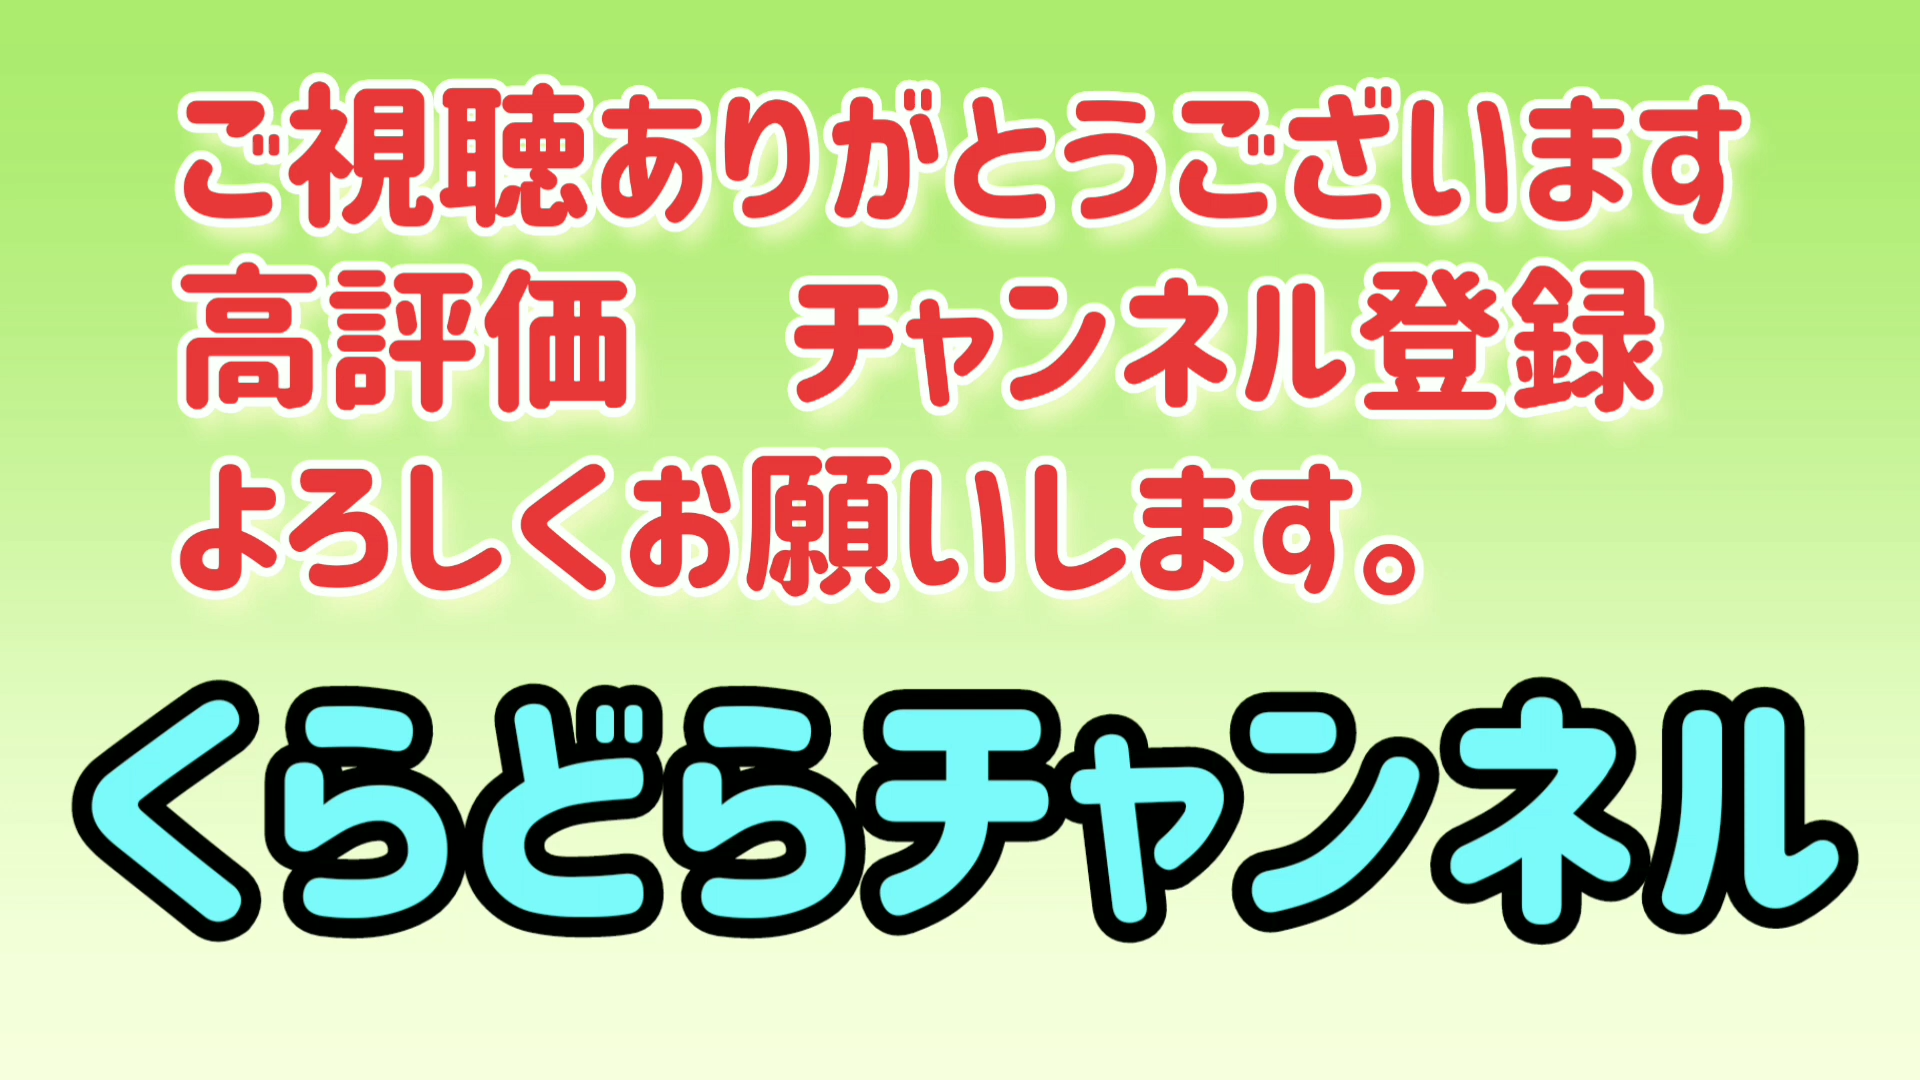 ご視聴ありがとうございます
高評価　チャンネル登録
よろしくお願いします。
くらどらチャンネル